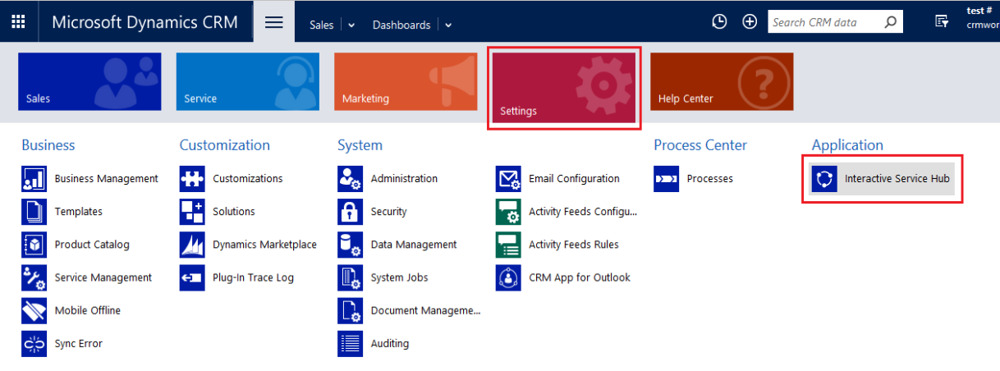 Microsoft Dynamics CRM Sales Dashboards Search CRM data test #
crmwor
Sales Service Marketing Settings Help Center
Business Customization System Process Center Application
Business Management Customizations Administration Email Configuration Processes Interactive Service Hub
Templates Solutions Security Activity Feeds Configu...
Product Catalog Dynamics Marketplace Data Management Activity Feeds Rules
Service Management Plug-In Trace Log System Jobs CRM App for Outlook
Mobile Offline Document Manageme...
Sync Error Auditing